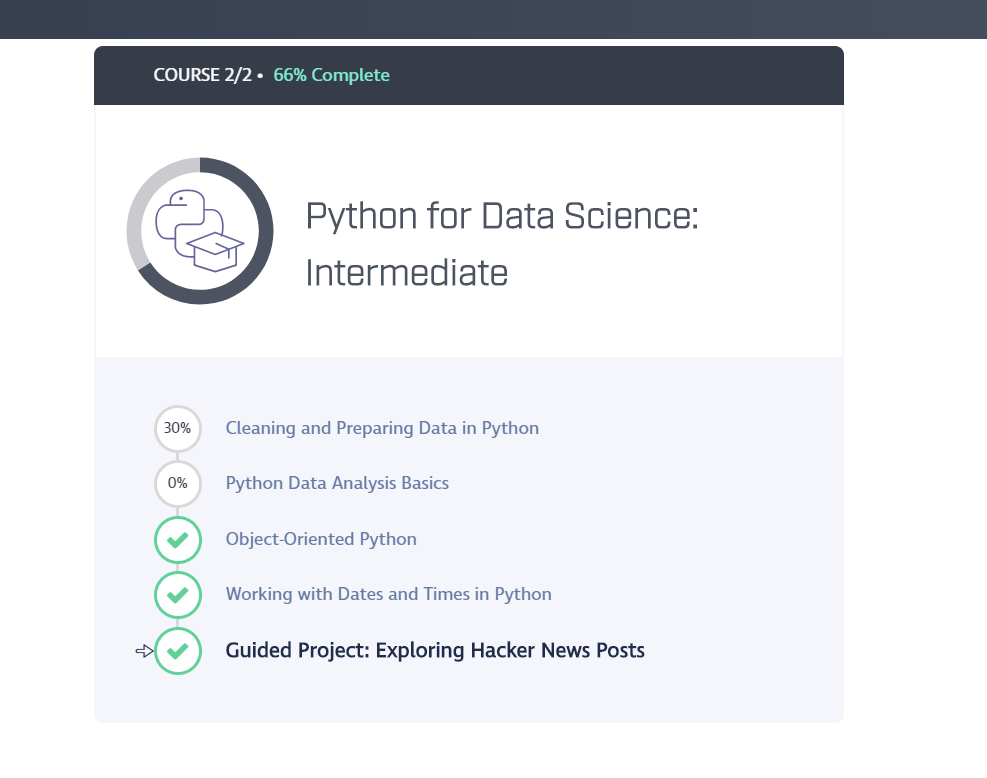 COURSE 2/2 • 66% Complete
Python for Data Science:
Intermediate
30% Cleaning and Preparing Data in Python
0% Python Data Analysis Basics
Object-Oriented Python
Working with Dates and Times in Python
Guided Project: Exploring Hacker News Posts